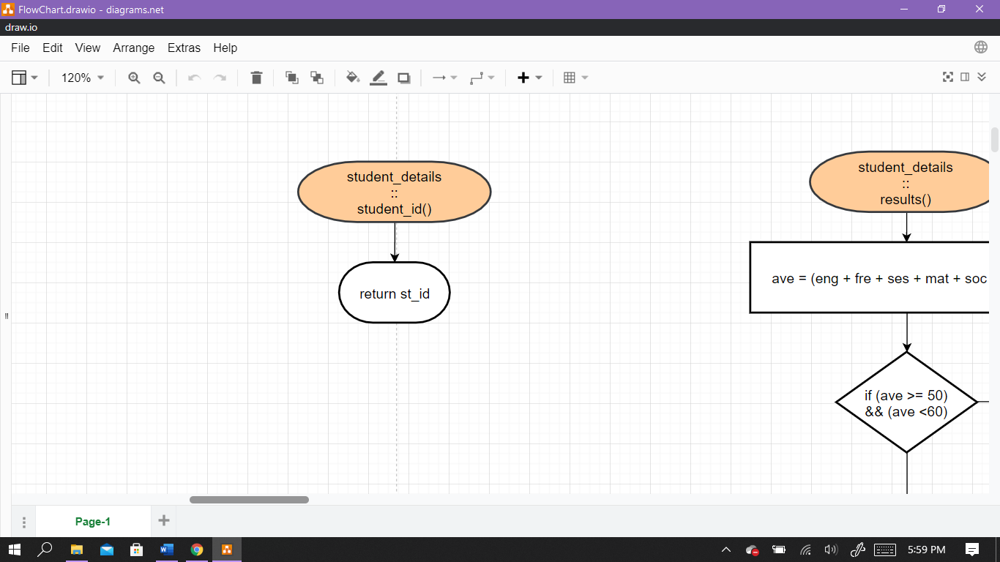 FlowChart.drawio - diagrams.net
draw.io
File Edit View Arrange Extras Help
120%
student_details
::
student_id()
return st_id
student_details
::
results()
ave = (eng + fre + ses + mat + soc
if (ave >= 50)
&& (ave <60)
Page-1
5:59 PM